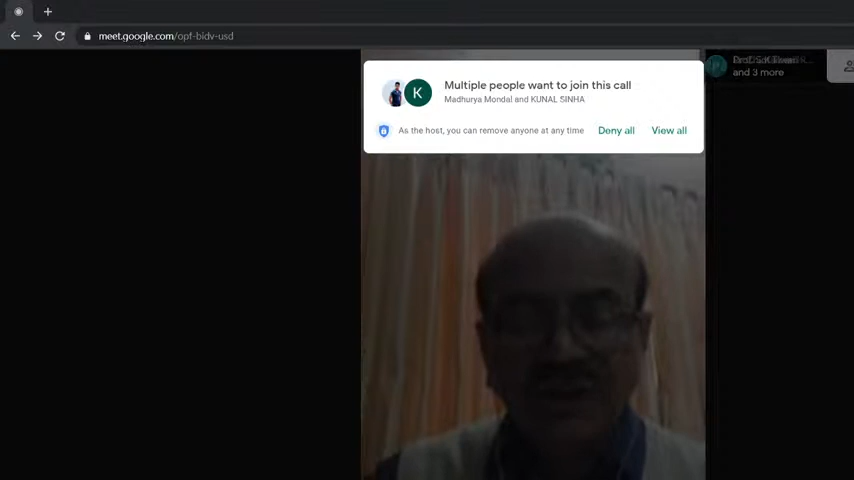 meet.google.com/opf-bidv-usd
Multiple people want to join this call
Madhurya Mondal and KUNAL SINHA
K
As the host, you can remove anyone at any time
Deny all
View all
and 3 more